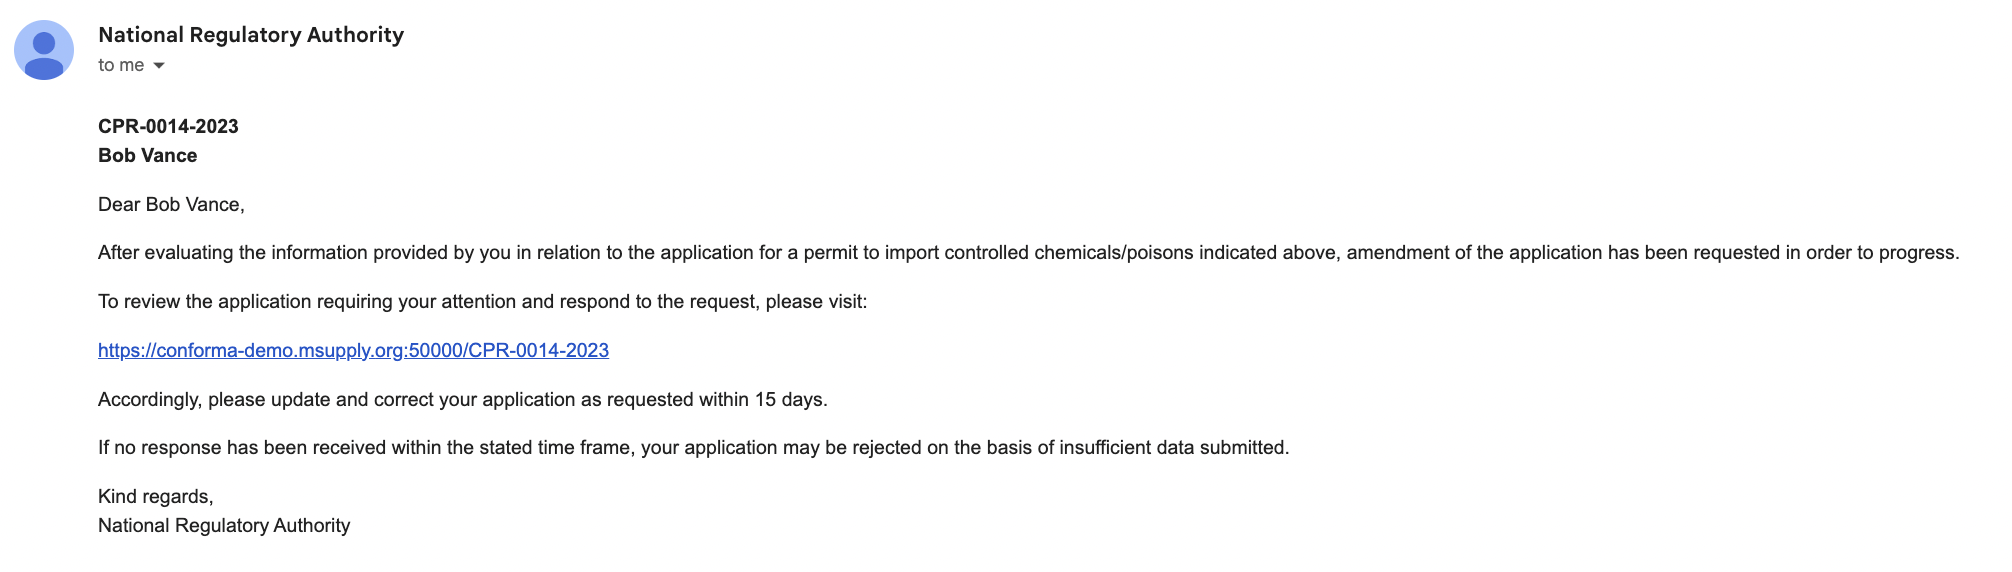 National Regulatory Authority
to me
CPR-0014-2023
Bob Vance
Dear Bob Vance,
After evaluating the information provided by you in relation to the application for a permit to import controlled chemicals/poisons indicated above, amendment of the application has been requested in order to progress.
To review the application requiring your attention and respond to the request, please visit:
https://conforma-demo.msupply.org:50000/CPR-0014-2023
Accordingly, please update and correct your application as requested within 15 days.
If no response has been received within the stated time frame, your application may be rejected on the basis of insufficient data submitted.
Kind regards,
National Regulatory Authority